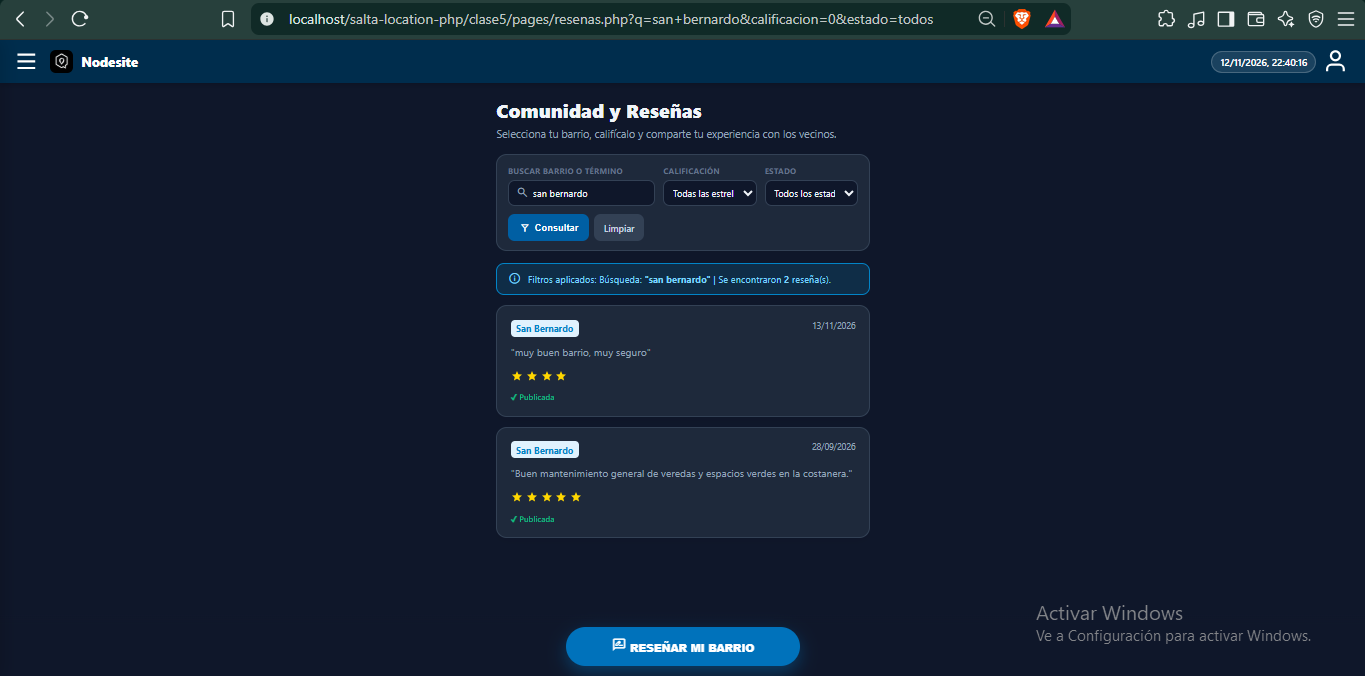 localhost/salta-location-php/clase5/pages/resenas.php?q=san+bernardo&calificacion=0&estado=todos
Nodesite
12/11/2026, 22:40:16
Comunidad y Reseñas
Selecciona tu barrio, califícalo y comparte tu experiencia con los vecinos.
BUSCAR BARRIO O TÉRMINO CALIFICACIÓN ESTADO
san bernardo Todas las estrel Todos los estad
Consultar Limpiar
Filtros aplicados: Búsqueda: "san bernardo" | Se encontraron 2 reseña(s).
San Bernardo 13/11/2026
"muy buen barrio, muy seguro"
✓ Publicada
San Bernardo 28/09/2026
"Buen mantenimiento general de veredas y espacios verdes en la costanera."
✓ Publicada
Activar Windows
Ve a Configuración para activar Windows.
RESEÑAR MI BARRIO